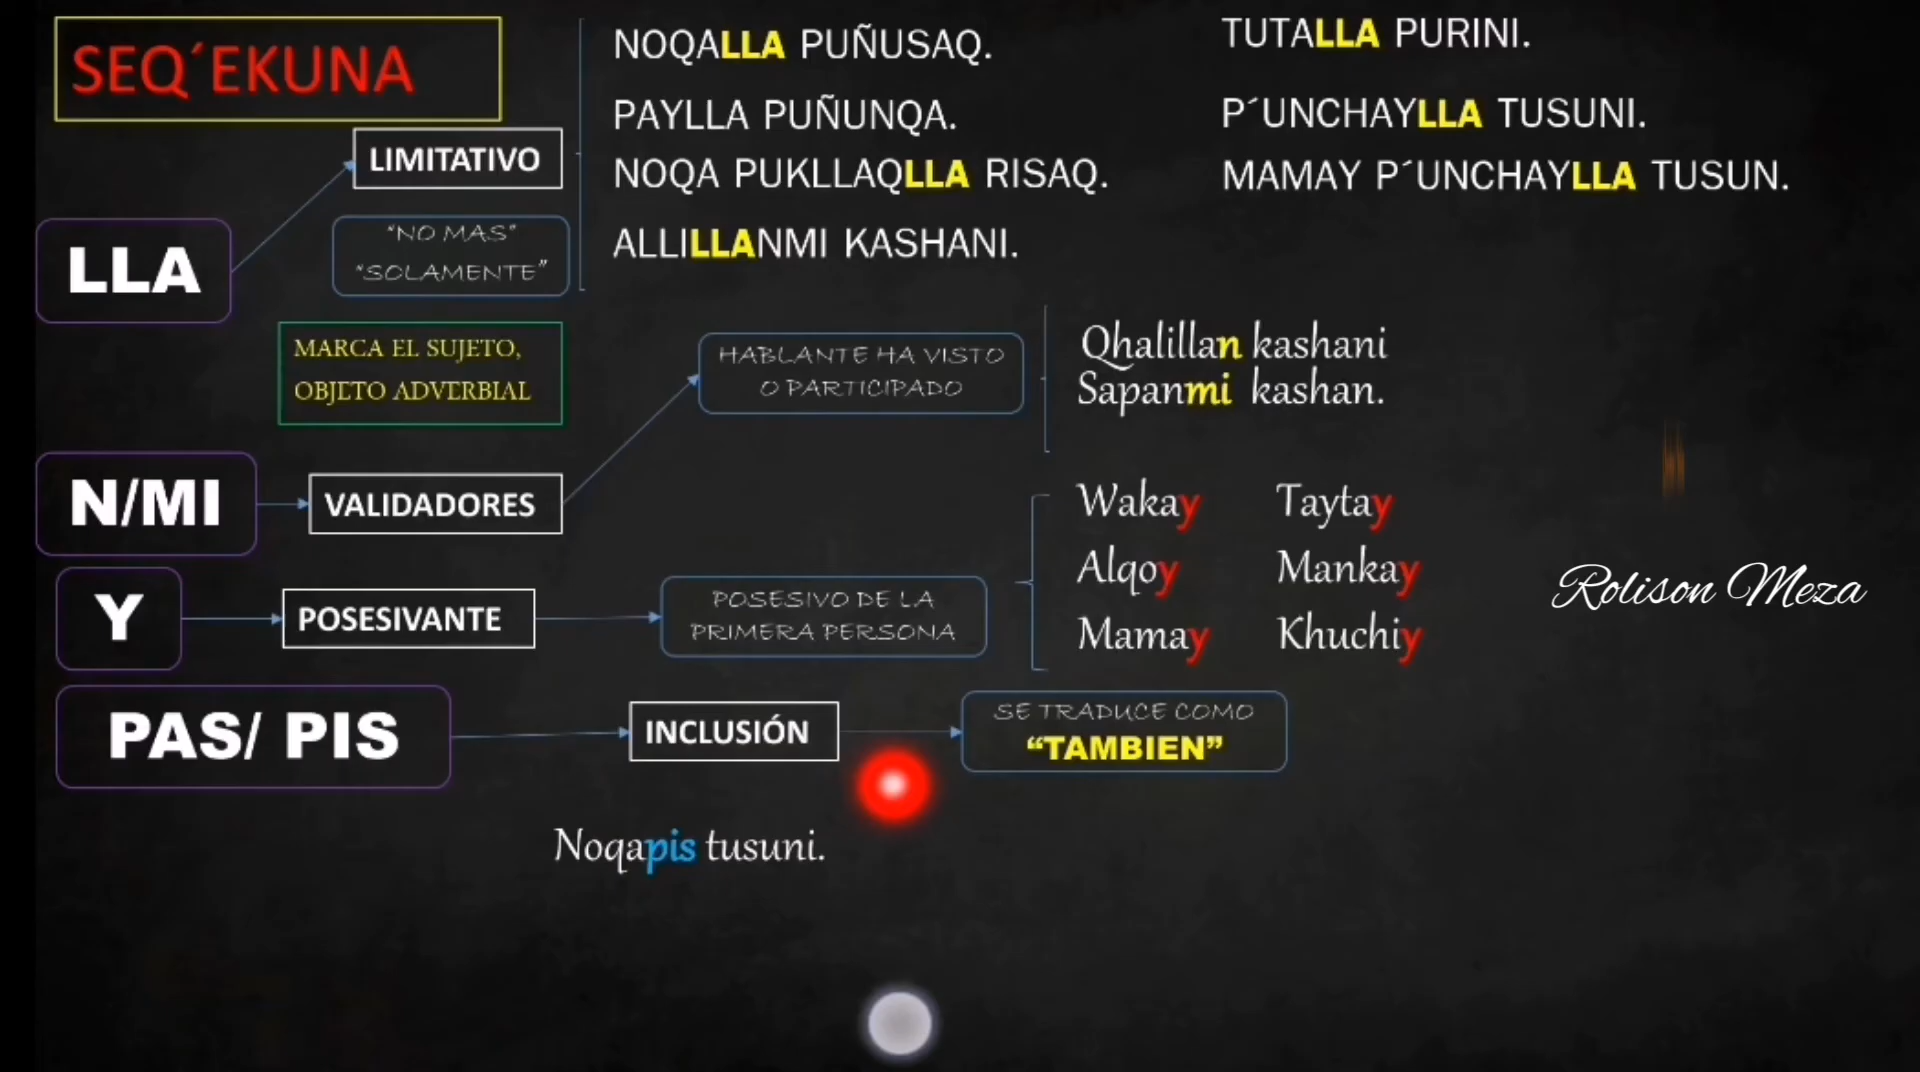 SEQ´EKUNA
LLA
LIMITATIVO
“NO MAS“
“SOLAMENTE”
NOQALLA PUÑUSAQ.
PAYLLA PUÑUNQA.
NOQA PUKLLAQLLA RISAQ.
ALLILLANMI KASHANI.
TUTALLA PURINI.
P´UNCHAYLLA TUSUNI.
MAMAY P´UNCHAYLLA TUSUN.
MARCA EL SUJETO,
OBJETO ADVERBIAL
N/MI
VALIDADORES
HABLANTE HA VISTO
O PARTICIPADO
Qhalillan kashani
Sapanmi kashan.
Y
POSESIVANTE
POSESIVO DE LA
PRIMERA PERSONA
Wakay Taytay
Alqoy Mankay
Mamay Khuchiy
Rolison Meza
PAS/ PIS
INCLUSIÓN
SE TRADUCE COMO
“TAMBIEN”
Noqapis tusuni.